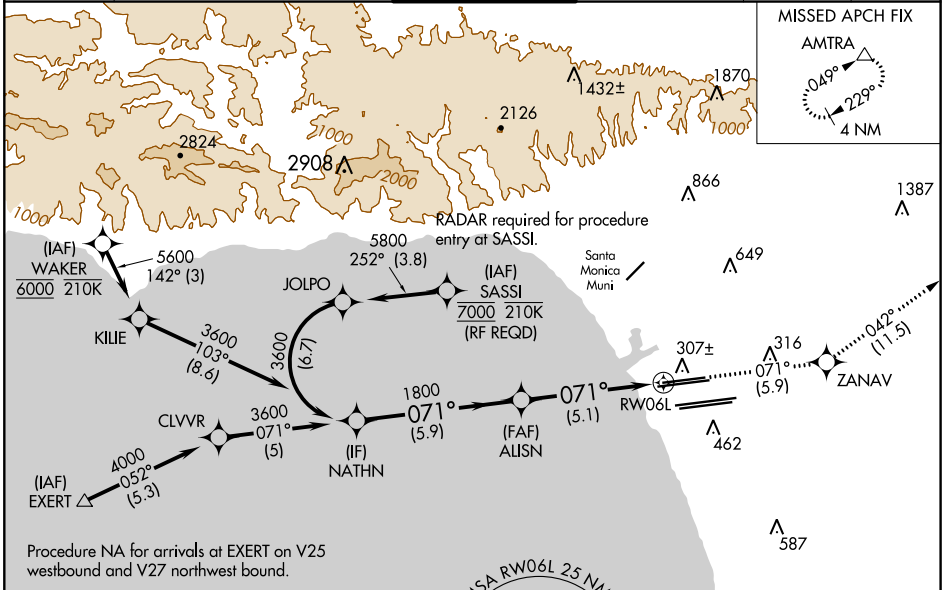 MISSED APCH FIX
AMTRA
049°
229°
4 NM
1432±
1870
1000
2126
1000
2824
2908
2000
1000
866
1387
RADAR required for procedure
entry at SASSI.
(IAF)
WAKER
6000 210K
5600
142° (3)
5800
252° (3.8)
(IAF)
SASSI
7000 210K
(RF REQD)
Santa
Monica
Muni
649
JOLPO
KILIE
3600
103°
(8.6)
3600
(6.7)
042°
(11.5)
307±
316
071°
(5.9)
ZANAV
RW06L
1800
071°
(5.9)
071°
(5.1)
CLVVR
3600
071°
(5)
(IF)
NATHN
(FAF)
ALISN
462
4000
052°
(5.3)
(IAF)
EXERT
587
Procedure NA for arrivals at EXERT on V25
westbound and V27 northwest bound.
SA RW06L 25 N